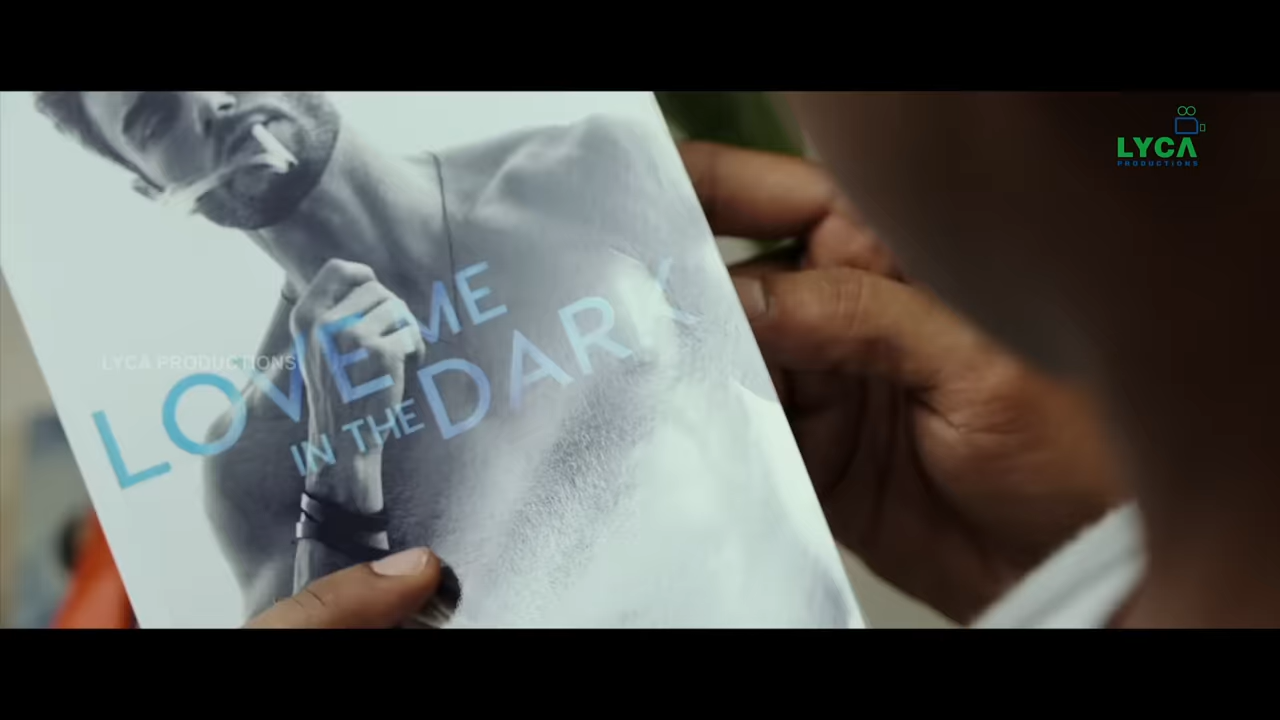 LYCA
PRODUCTIONS
LYCA PRODUCTIONS
LOVE ME
IN THE DARK